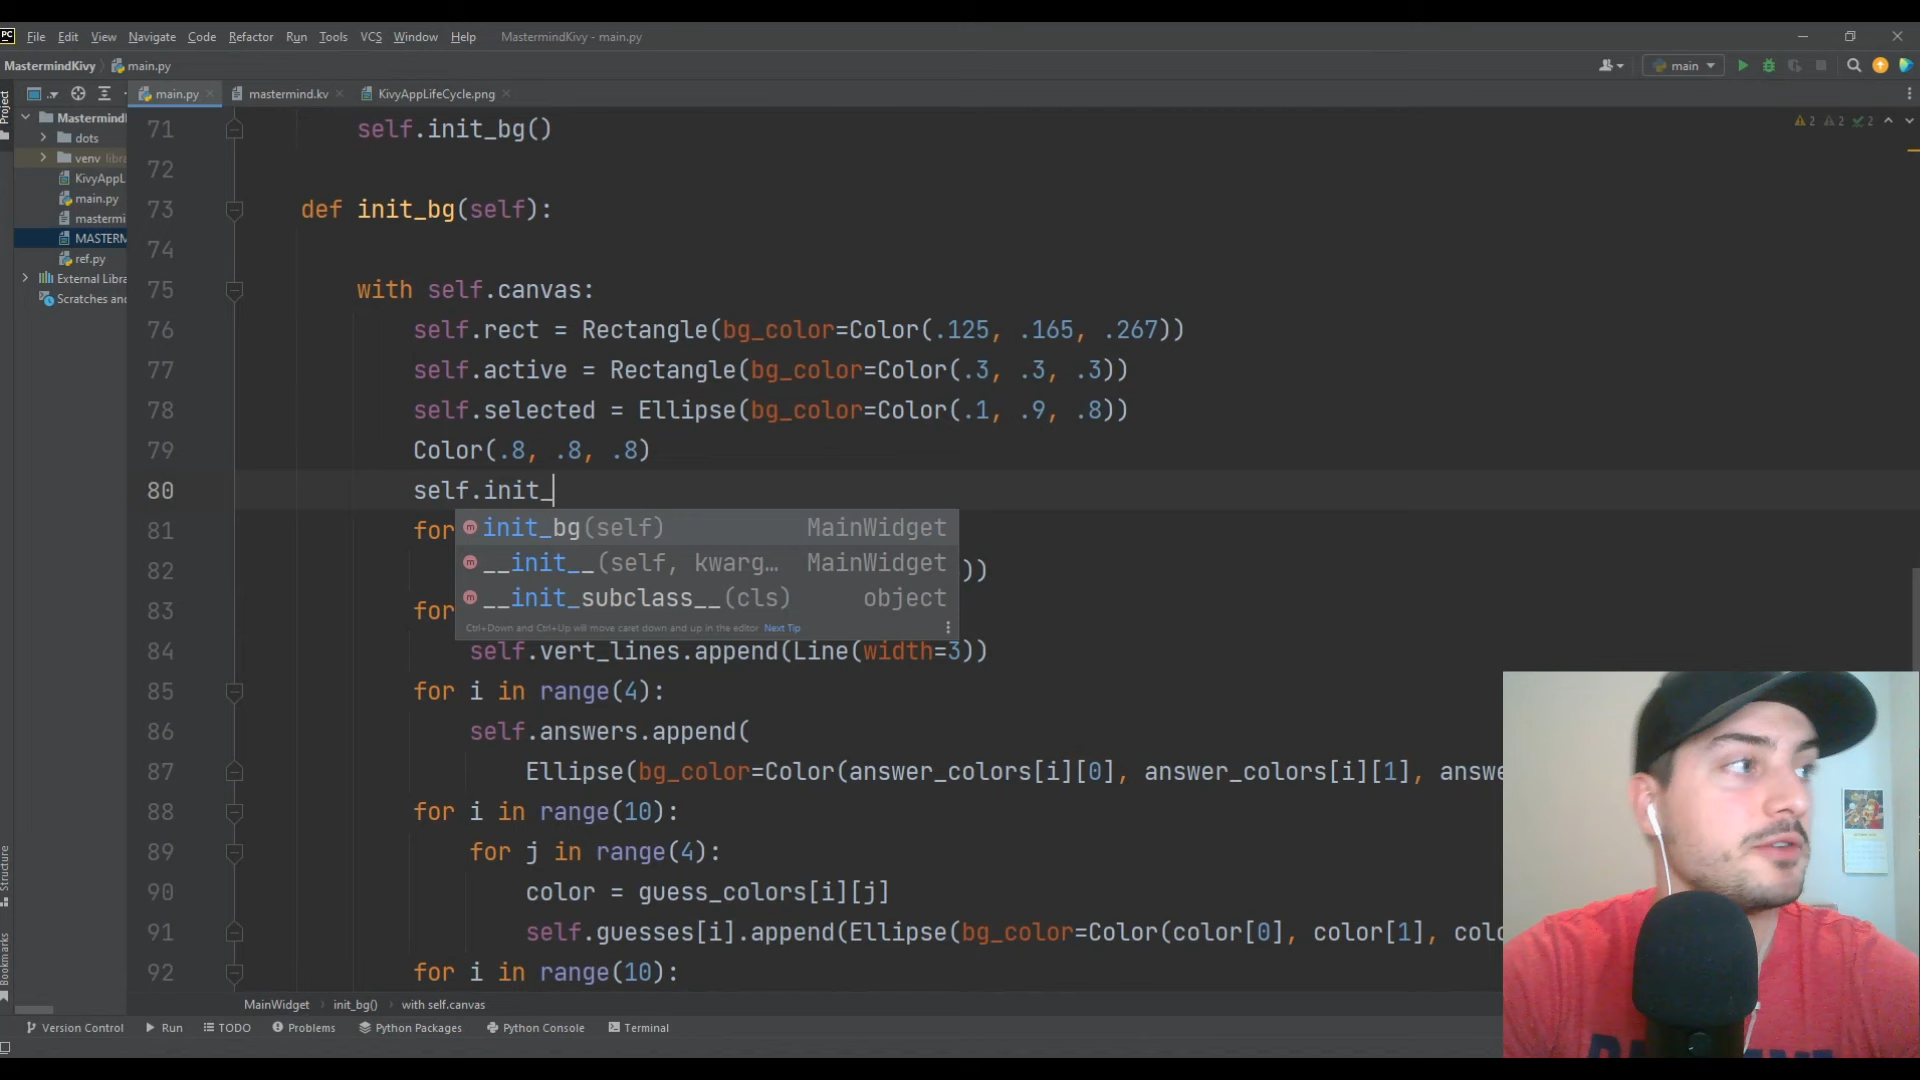 PC File Edit View Navigate Code Refactor Run Tools VCS Window Help MastermindKivy - main.py
MastermindKivy main.py main
Project main.py mastermind.kv KivyAppLifeCycle.png
Mastermind
dots
venv libra
KivyAppL
main.py
mastermi
MASTERM
ref.py
External Libra
Scratches and
2 2 2
71 self.init_bg()
72
73 def init_bg(self):
74
75 with self.canvas:
76 self.rect = Rectangle(bg_color=Color(.125, .165, .267))
77 self.active = Rectangle(bg_color=Color(.3, .3, .3))
78 self.selected = Ellipse(bg_color=Color(.1, .9, .8))
79 Color(.8, .8, .8)
80 self.init_
81 for
init_bg(self) MainWidget
82 ))
__init__(self, kwarg… MainWidget
83 for
__init_subclass__(cls) object
Ctrl+Down and Ctrl+Up will move caret down and up in the editor Next Tip
84 self.vert_lines.append(Line(width=3))
85 for i in range(4):
86 self.answers.append(
87 Ellipse(bg_color=Color(answer_colors[i][0], answer_colors[i][1], answe
88 for i in range(10):
89 for j in range(4):
90 color = guess_colors[i][j]
91 self.guesses[i].append(Ellipse(bg_color=Color(color[0], color[1], colo
92 for i in range(10):
Structure
Bookmarks
MainWidget init_bg() with self.canvas
Version Control Run TODO Problems Python Packages Python Console Terminal